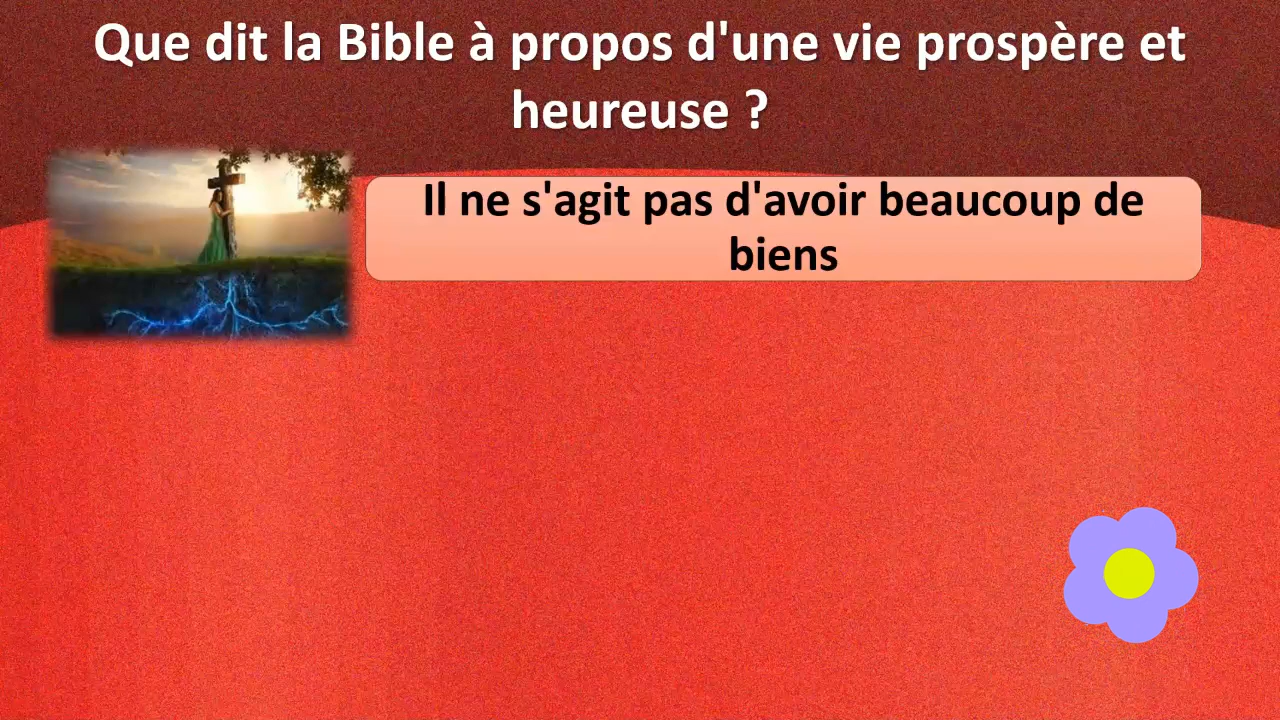 Que dit la Bible à propos d'une vie prospère et
heureuse ?
Il ne s'agit pas d'avoir beaucoup de
biens